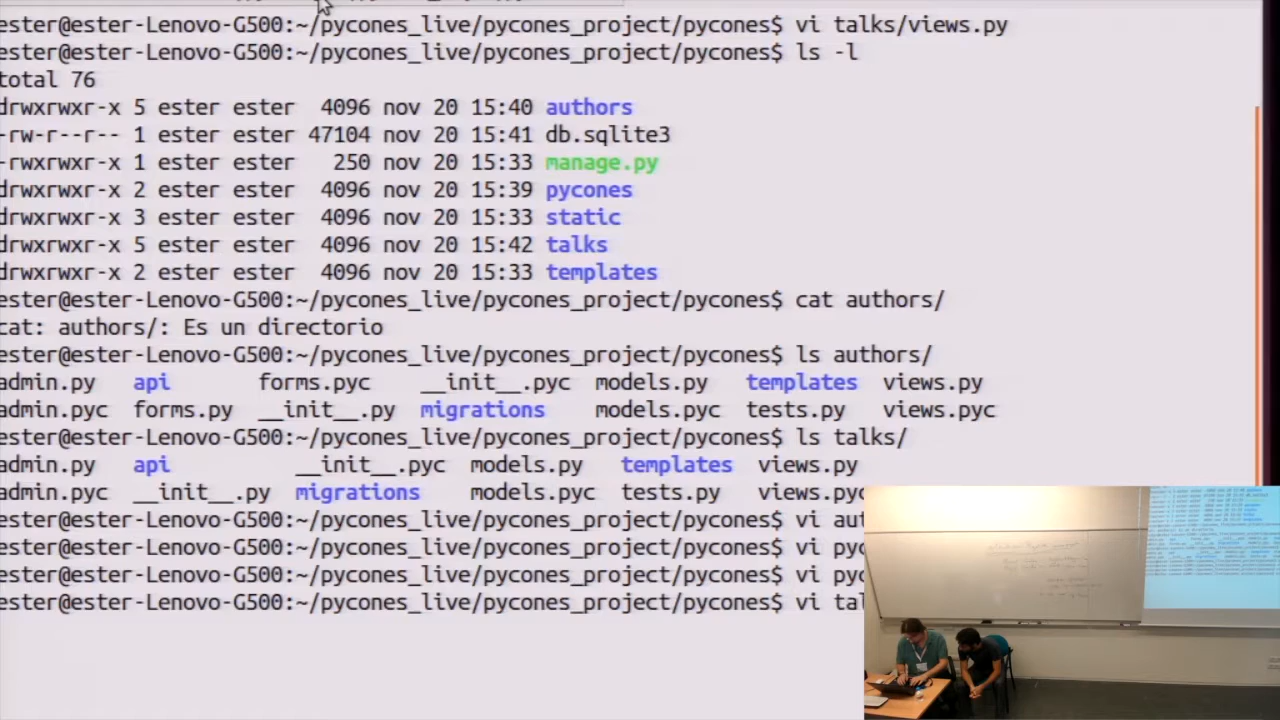 ester@ester-Lenovo-G500:~/pycones_live/pycones_project/pycones$ vi talks/views.py
ester@ester-Lenovo-G500:~/pycones_live/pycones_project/pycones$ ls -l
total 76
drwxrwxr-x 5 ester ester  4096 nov 20 15:40 authors
-rw-r--r-- 1 ester ester 47104 nov 20 15:41 db.sqlite3
-rwxrwxr-x 1 ester ester   250 nov 20 15:33 manage.py
drwxrwxr-x 2 ester ester  4096 nov 20 15:39 pycones
drwxrwxr-x 3 ester ester  4096 nov 20 15:33 static
drwxrwxr-x 5 ester ester  4096 nov 20 15:42 talks
drwxrwxr-x 2 ester ester  4096 nov 20 15:33 templates
ester@ester-Lenovo-G500:~/pycones_live/pycones_project/pycones$ cat authors/
cat: authors/: Es un directorio
ester@ester-Lenovo-G500:~/pycones_live/pycones_project/pycones$ ls authors/
admin.py   api        forms.pyc    __init__.pyc  models.py   templates  views.py
admin.pyc  forms.py  __init__.py  migrations    models.pyc  tests.py   views.pyc
ester@ester-Lenovo-G500:~/pycones_live/pycones_project/pycones$ ls talks/
admin.py   api          __init__.pyc  models.py   templates  views.py
admin.pyc  __init__.py  migrations    models.pyc  tests.py   views.pyc
ester@ester-Lenovo-G500:~/pycones_live/pycones_project/pycones$ vi aut
ester@ester-Lenovo-G500:~/pycones_live/pycones_project/pycones$ vi pyc
ester@ester-Lenovo-G500:~/pycones_live/pycones_project/pycones$ vi pyc
ester@ester-Lenovo-G500:~/pycones_live/pycones_project/pycones$ vi tal